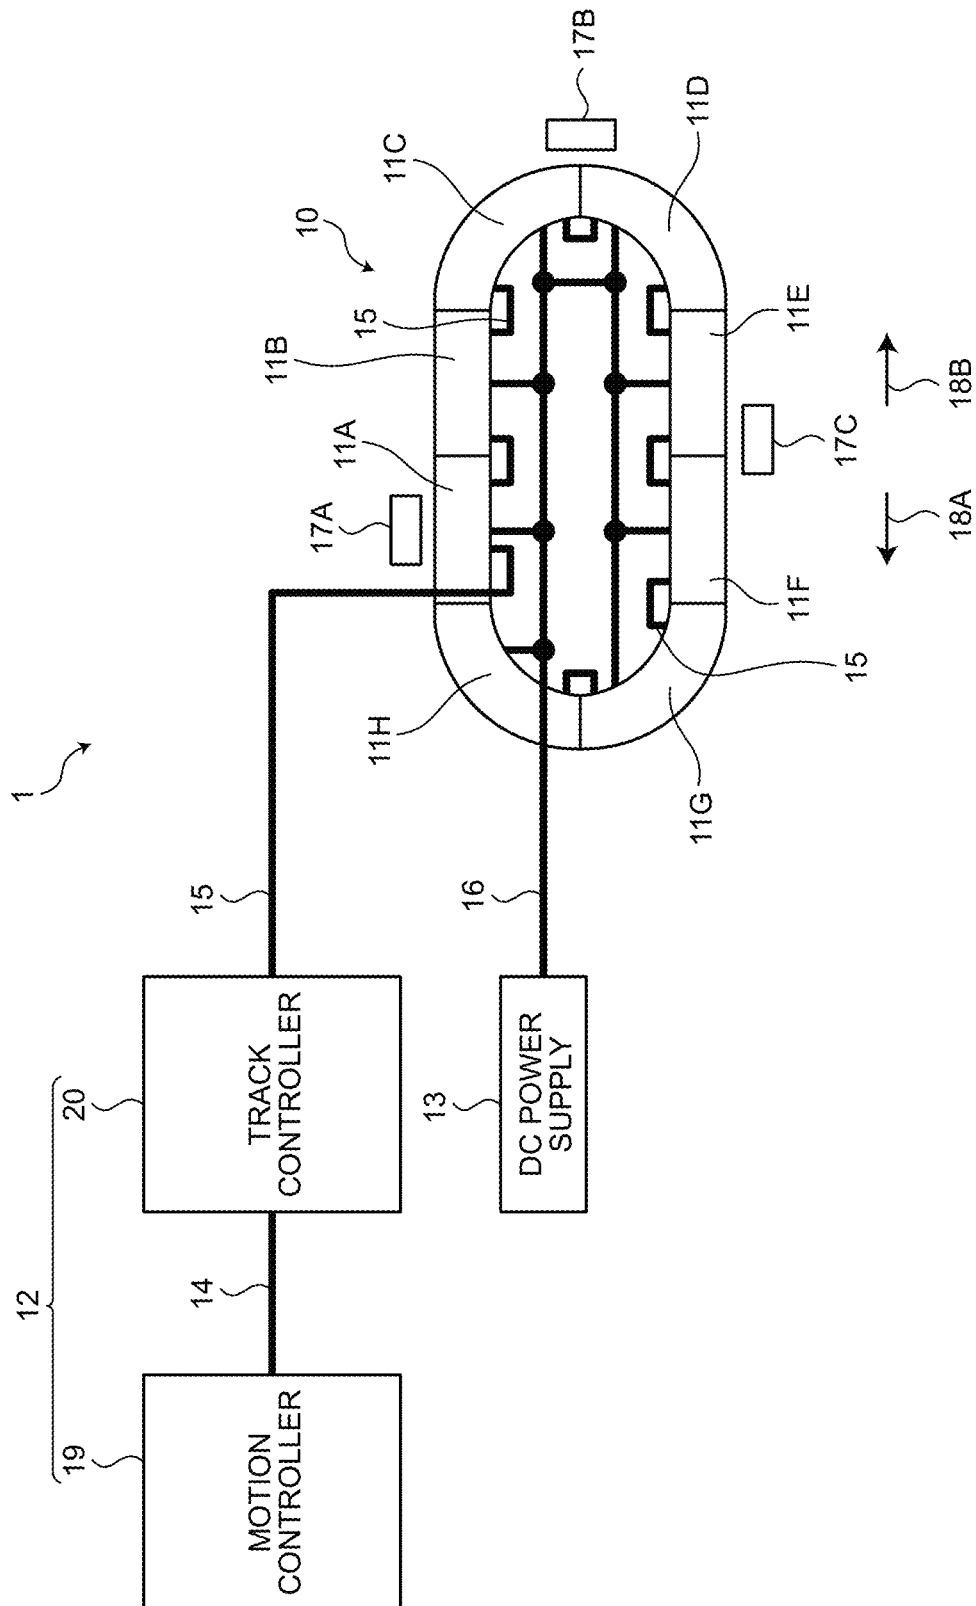 1
12
19
MOTION
CONTROLLER
14
20
TRACK
CONTROLLER
15
13
DC POWER
SUPPLY
16
10
17A
11A
11B
15
11C
17B
11D
11H
11G
15
11F
11E
17C
18A
18B